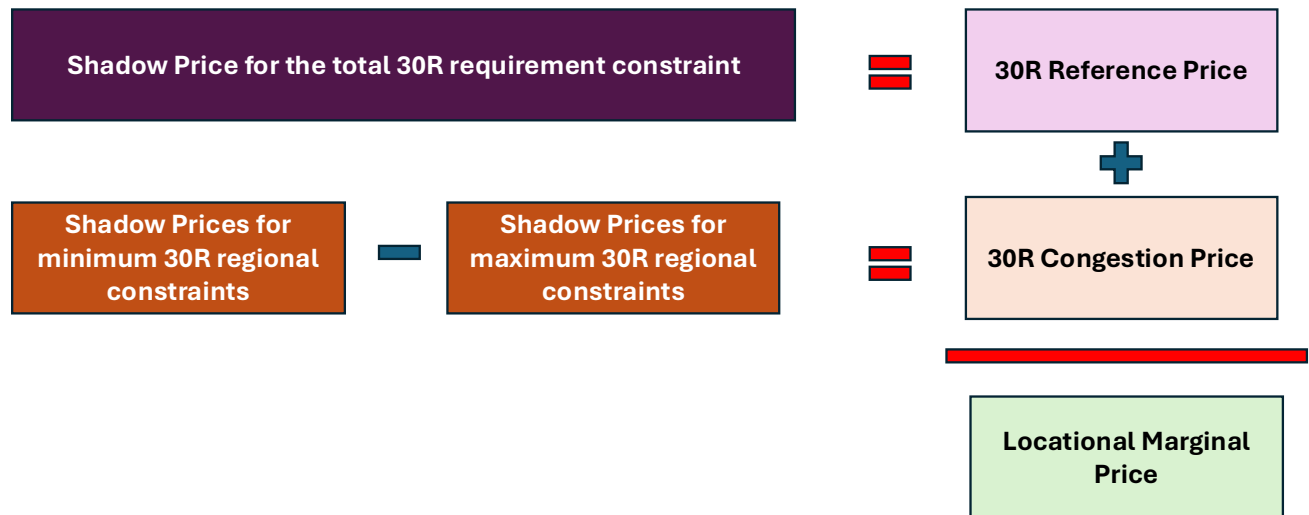 Shadow Price for the total 30R requirement constraint
30R Reference Price
Shadow Prices for
minimum 30R regional
constraints
Shadow Prices for
maximum 30R regional
constraints
30R Congestion Price
Locational Marginal
Price